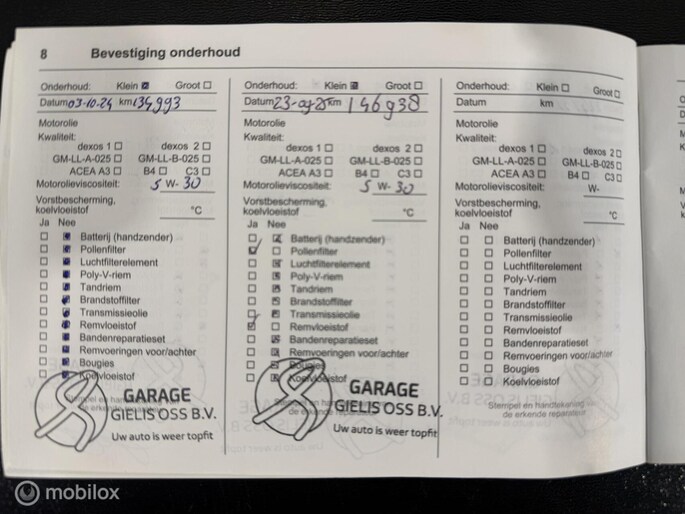 8 Bevestiging onderhoud
Onderhoud: Klein Groot
Datum 03-10-24 km 134993
Motorolie
Kwaliteit:
dexos 1 dexos 2
GM-LL-A-025 GM-LL-B-025
ACEA A3 B4 C3
Motorolieviscositeit: 5 W- 30
Vorstbescherming,
koelvloeistof °C
Ja Nee
Batterij (handzender)
Pollenfilter
Luchtfilterelement
Poly-V-riem
Tandriem
Brandstoffilter
Transmissieolie
Remvloeistof
Bandenreparatieset
Remvoeringen voor/achter
Bougies
Koelvloeistof
GARAGE
GIELIS OSS B.V.
Uw auto is weer topfit
Onderhoud: Klein Groot
Datum 23-09-25 km 146938
Motorolie
Kwaliteit:
dexos 1 dexos 2
GM-LL-A-025 GM-LL-B-025
ACEA A3 B4 C3
Motorolieviscositeit: 5 W- 30
Vorstbescherming,
koelvloeistof °C
Ja Nee
Batterij (handzender)
Pollenfilter
Luchtfilterelement
Poly-V-riem
Tandriem
Brandstoffilter
Transmissieolie
Remvloeistof
Bandenreparatieset
Remvoeringen voor/achter
Bougies
Koelvloeistof
GARAGE
GIELIS OSS B.V.
Uw auto is weer topfit
Onderhoud: Klein Groot
Datum km
Motorolie
Kwaliteit:
dexos 1 dexos 2
GM-LL-A-025 GM-LL-B-025
ACEA A3 B4 C3
Motorolieviscositeit: W-
Vorstbescherming,
koelvloeistof °C
Ja Nee
Batterij (handzender)
Pollenfilter
Luchtfilterelement
Poly-V-riem
Tandriem
Brandstoffilter
Transmissieolie
Remvloeistof
Bandenreparatieset
Remvoeringen voor/achter
Bougies
Koelvloeistof
Stempel en handtekening
de erkende reparateur
mobilox